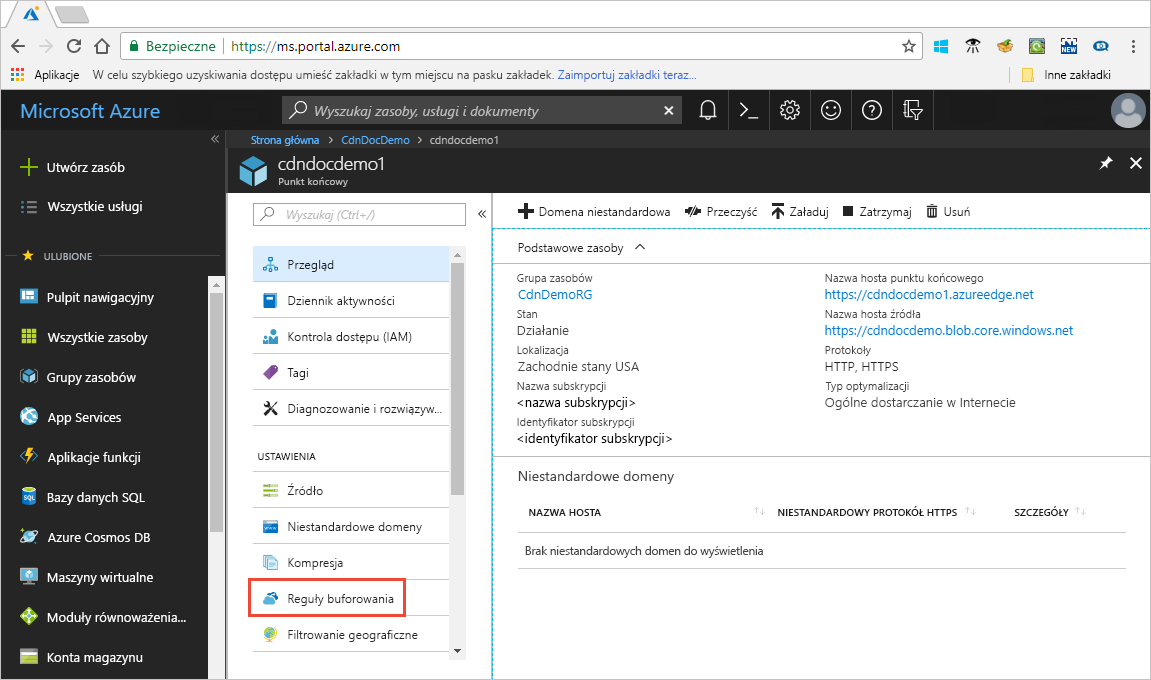 Bezpieczne https://ms.portal.azure.com
NEW
Aplikacje W celu szybkiego uzyskiwania dostępu umieść zakładki w tym miejscu na pasku zakładek. Zaimportuj zakładki teraz... Inne zakładki
Microsoft Azure
Wyszukaj zasoby, usługi i dokumenty
Utwórz zasób
Wszystkie usługi
ULUBIONE
Pulpit nawigacyjny
Wszystkie zasoby
Grupy zasobów
App Services
Aplikacje funkcji
SQL
Bazy danych SQL
Azure Cosmos DB
Maszyny wirtualne
Moduły równoważenia...
Konta magazynu
Strona główna > CdnDocDemo > cdndocdemo1
cdndocdemo1
Punkt końcowy
Wyszukaj (Ctrl+/)
Przegląd
Dziennik aktywności
Kontrola dostępu (IAM)
Tagi
Diagnozowanie i rozwiązyw...
USTAWIENIA
Źródło
Niestandardowe domeny
Kompresja
Reguły buforowania
Filtrowanie geograficzne
Domena niestandardowa Przeczyść Załaduj Zatrzymaj Usuń
Podstawowe zasoby
Grupa zasobów
CdnDemoRG
Stan
Działanie
Lokalizacja
Zachodnie stany USA
Nazwa subskrypcji
<nazwa subskrypcji>
Identyfikator subskrypcji
<identyfikator subskrypcji>
Nazwa hosta punktu końcowego
https://cdndocdemo1.azureedge.net
Nazwa hosta źródła
https://cdndocdemo.blob.core.windows.net
Protokoły
HTTP, HTTPS
Typ optymalizacji
Ogólne dostarczanie w Internecie
Niestandardowe domeny
NAZWA HOSTA NIESTANDARDOWY PROTOKÓŁ HTTPS SZCZEGÓŁY
Brak niestandardowych domen do wyświetlenia